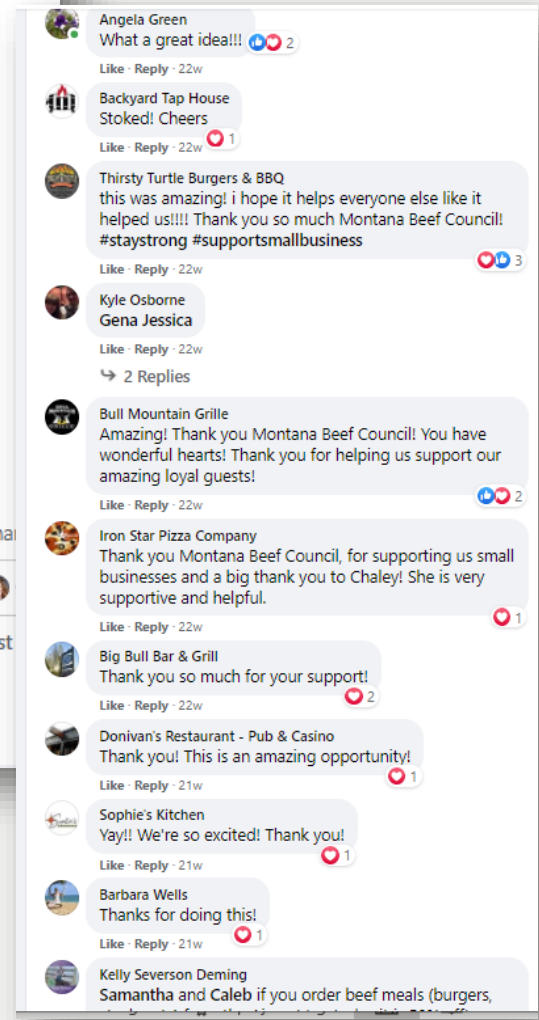 Angela Green
What a great idea!!! 2
Like · Reply · 22w
Backyard Tap House
Stoked! Cheers
1
Like · Reply · 22w
Thirsty Turtle Burgers & BBQ
this was amazing! i hope it helps everyone else like it
helped us!!!! Thank you so much Montana Beef Council!
#staystrong #supportsmallbusiness
3
Like · Reply · 22w
Kyle Osborne
Gena Jessica
Like · Reply · 22w
2 Replies
Bull Mountain Grille
Amazing! Thank you Montana Beef Council! You have
wonderful hearts! Thank you for helping us support our
amazing loyal guests!
2
Like · Reply · 22w
Iron Star Pizza Company
Thank you Montana Beef Council, for supporting us small
businesses and a big thank you to Chaley! She is very
supportive and helpful.
1
Like · Reply · 22w
Big Bull Bar & Grill
Thank you so much for your support!
2
Like · Reply · 22w
Donivan's Restaurant - Pub & Casino
Thank you! This is an amazing opportunity!
1
Like · Reply · 21w
Sophie's Kitchen
Yay!! We're so excited! Thank you!
1
Like · Reply · 21w
Barbara Wells
Thanks for doing this!
1
Like · Reply · 21w
Kelly Severson Deming
Samantha and Caleb if you order beef meals (burgers,